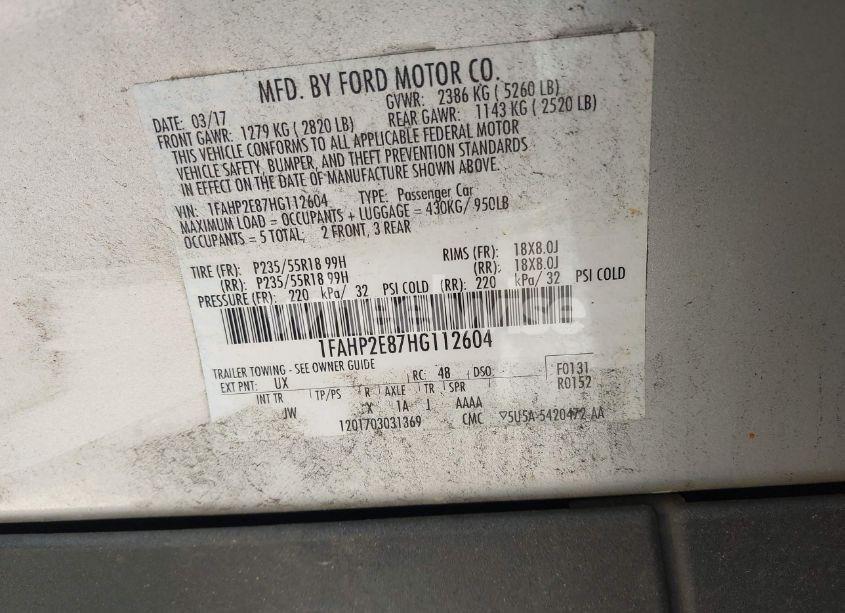 MFD. BY FORD MOTOR CO.
DATE: 03/17 GVWR: 2386 KG ( 5260 LB)
FRONT GAWR: 1279 KG ( 2820 LB) REAR GAWR: 1143 KG ( 2520 LB)
THIS VEHICLE CONFORMS TO ALL APPLICABLE FEDERAL MOTOR
VEHICLE SAFETY, BUMPER, AND THEFT PREVENTION STANDARDS
IN EFFECT ON THE DATE OF MANUFACTURE SHOWN ABOVE.
VIN: 1FAHP2E87HG112604 TYPE: Passenger Car
MAXIMUM LOAD = OCCUPANTS + LUGGAGE = 430KG/ 950LB
OCCUPANTS = 5 TOTAL; 2 FRONT, 3 REAR
TIRE (FR): P235/55R18 99H RIMS (FR): 18X8.0J
(RR): P235/55R18 99H (RR): 18X8.0J
PRESSURE (FR): 220 kPa/ 32 PSI COLD (RR): 220 kPa/ 32 PSI COLD
1FAHP2E87HG112604
TRAILER TOWING - SEE OWNER GUIDE
EXT PNT: UX RC: 48 DSO: F0131
R0152
INT TR TP/PS R AXLE TR SPR
JW X 1A J AAAA
1201703031369 CMC ▽5U5A-5420472-AA